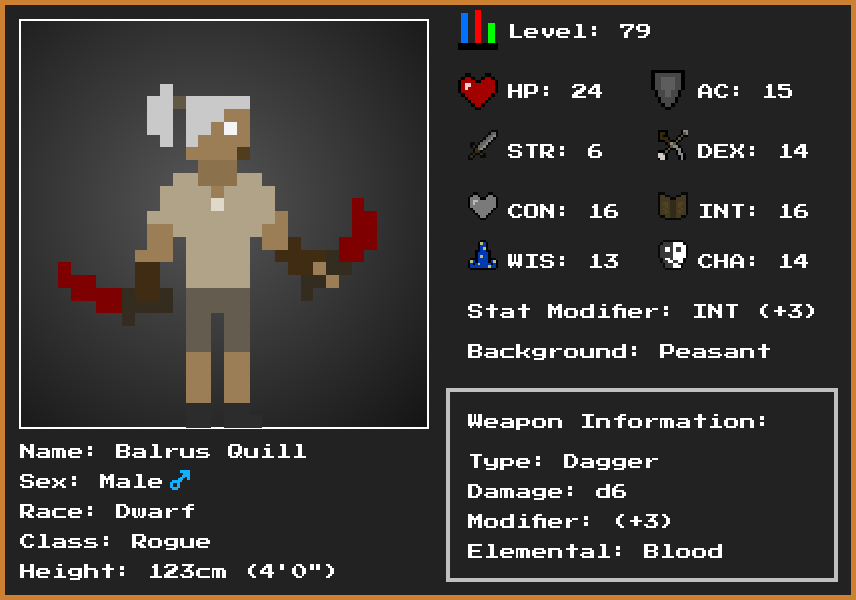 Level: 79
HP: 24
AC: 15
STR: 6
DEX: 14
CON: 16
INT: 16
WIS: 13
CHA: 14
Stat Modifier: INT (+3)
Background: Peasant
Name: Balrus Quill
Sex: Male ♂
Race: Dwarf
Class: Rogue
Height: 123cm (4'0")
Weapon Information:
Type: Dagger
Damage: d6
Modifier: (+3)
Elemental: Blood